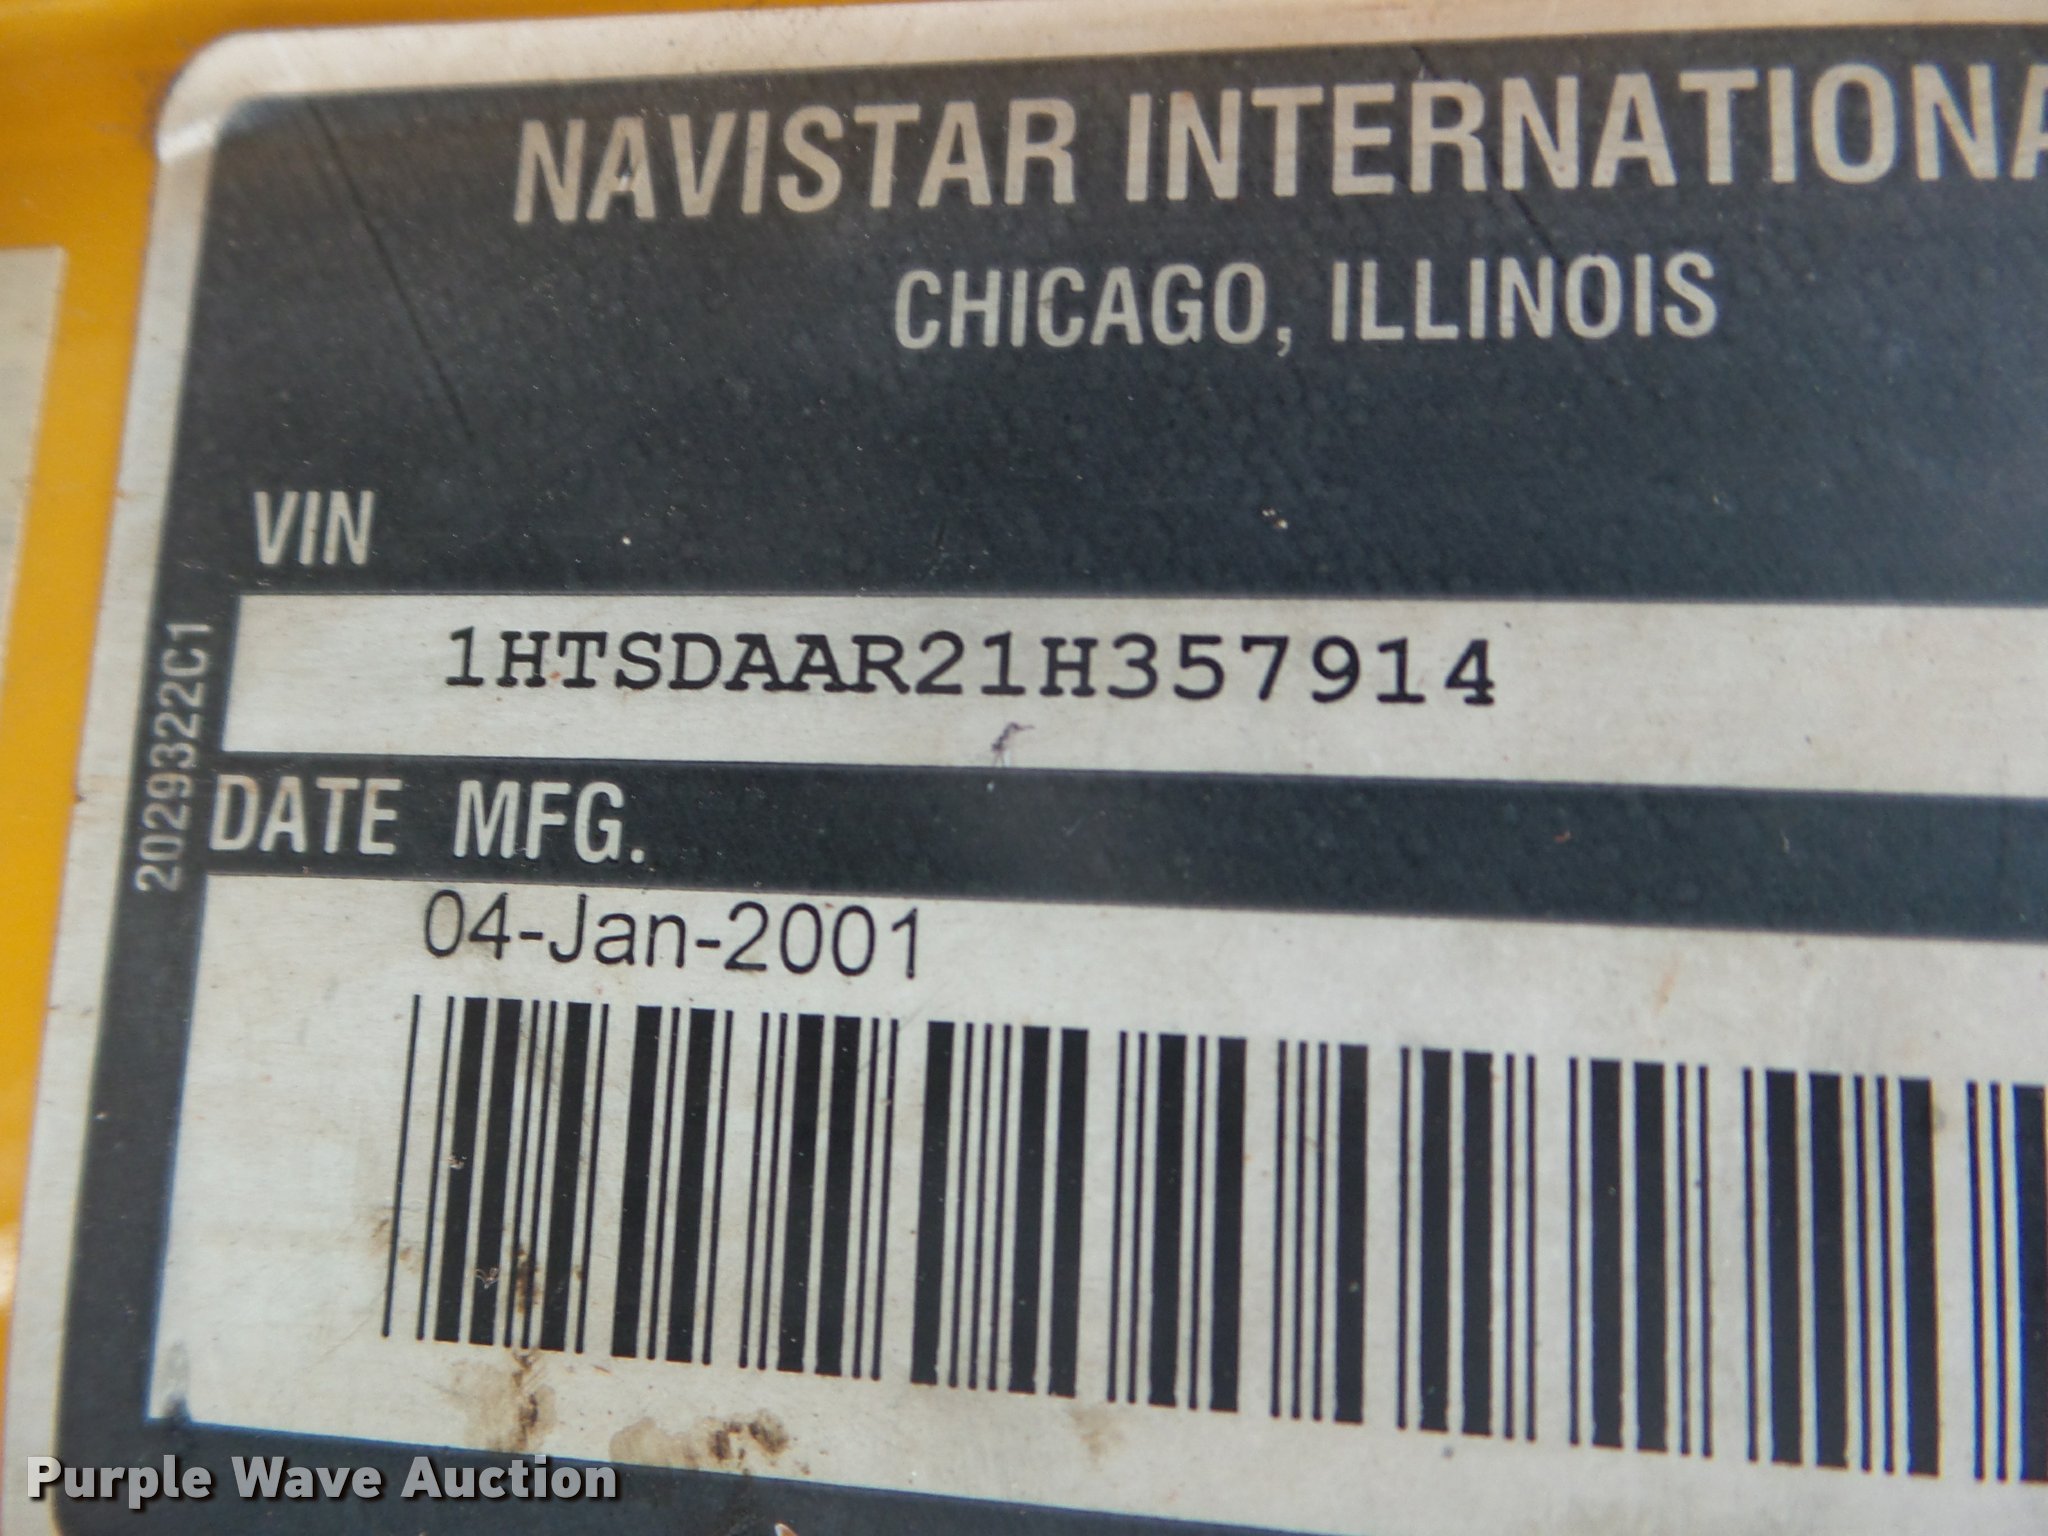 NAVISTAR INTERNATIONA
CHICAGO, ILLINOIS
VIN
1HTSDAAR21H357914
2029322C1
DATE MFG.
04-Jan-2001
Purple Wave Auction